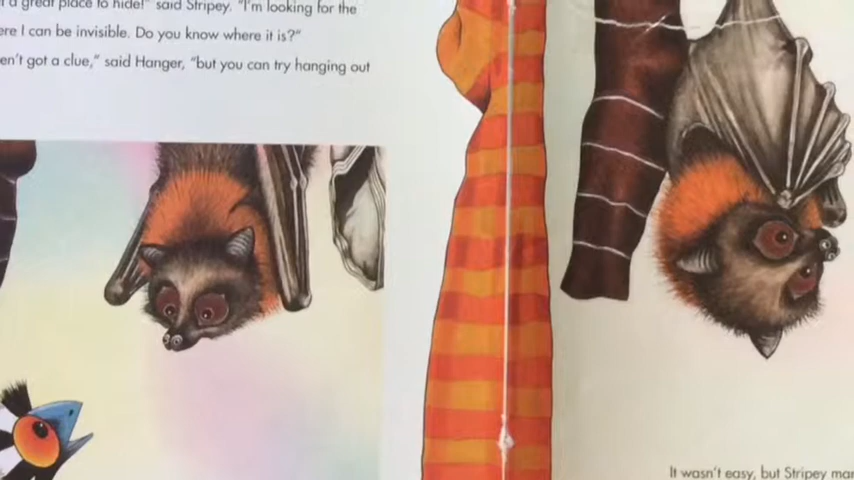 a great place to hide!" said Stripey. "I'm looking for the
ere I can be invisible. Do you know where it is?"
en't got a clue," said Hanger, "but you can try hanging out
It wasn't easy, but Stripey mar